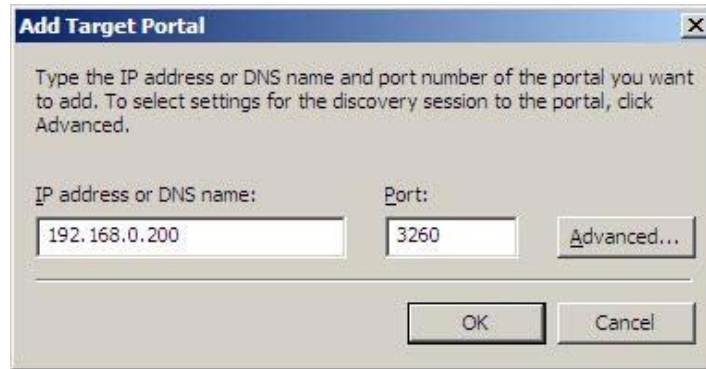 Add Target Portal
Type the IP address or DNS name and port number of the portal you want
to add. To select settings for the discovery session to the portal, click
Advanced.
IP address or DNS name: Port:
192.168.0.200 3260 Advanced...
OK Cancel